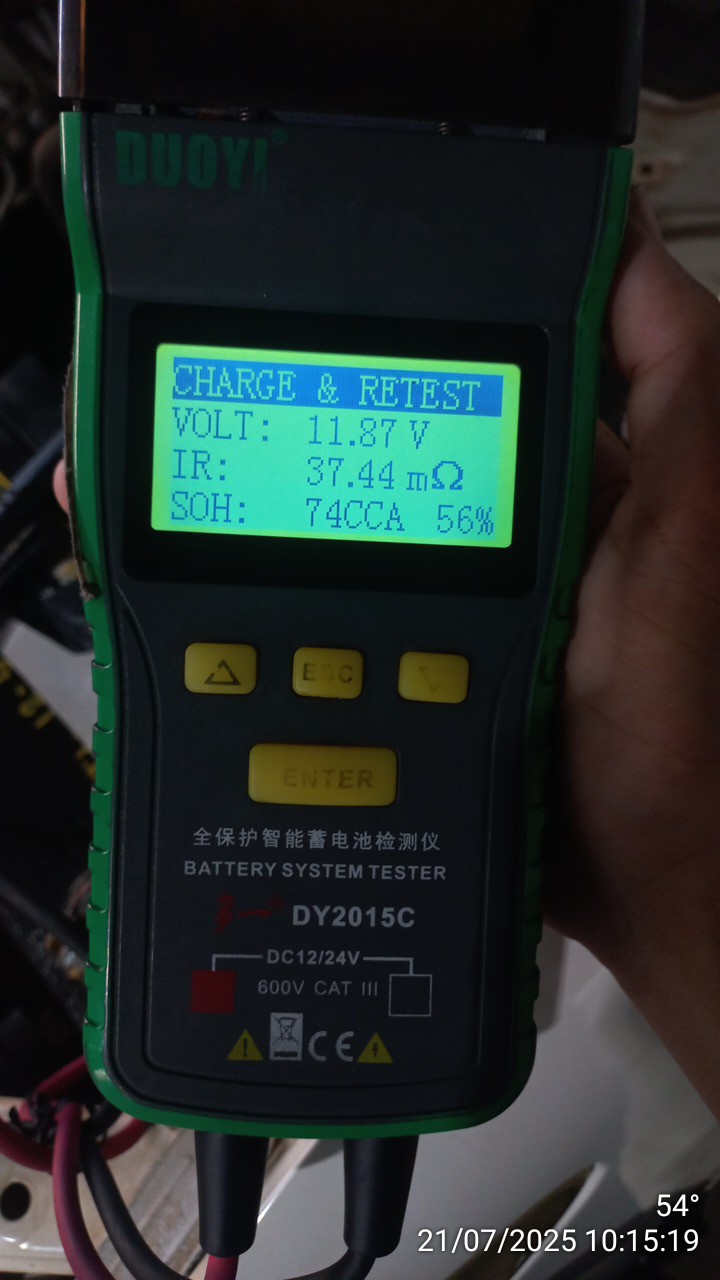 DUOYI®
CHARGE & RETEST
VOLT: 11.87 V
IR: 37.44 mΩ
SOH: 74CCA 56%
ESC
ENTER
全保护智能蓄电池检测仪
BATTERY SYSTEM TESTER
DY2015C
DC12/24V
600V CAT III
CE
54°
21/07/2025 10:15:19